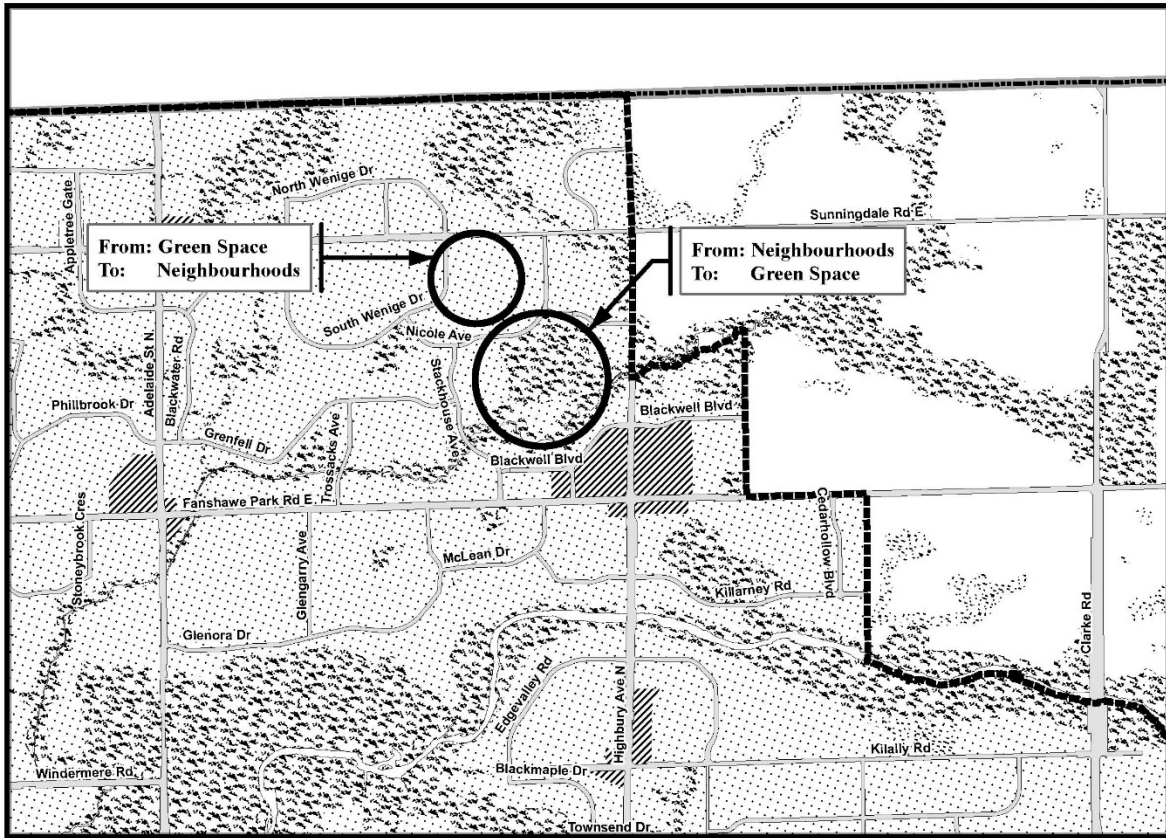 North Wenige Dr
Appletree Gate
Sunningdale Rd E
From: Green Space
To: Neighbourhoods
From: Neighbourhoods
To: Green Space
South Wenige Dr
Nicole Ave
Adelaide St N
Blackwater Rd
Stackhouse Ave
Phillbrook Dr
Blackwell Blvd
Grenfell Dr
Trossacks Ave
Blackwell Blvd
Fanshawe Park Rd E
Cedarhollow Blvd
Stoneybrook Cres
Glengarry Ave
McLean Dr
Killarney Rd
Clarke Rd
Glenora Dr
Edgevalley Rd
Highbury Ave N
Kilally Rd
Windermere Rd
Blackmaple Dr
Townsend Dr